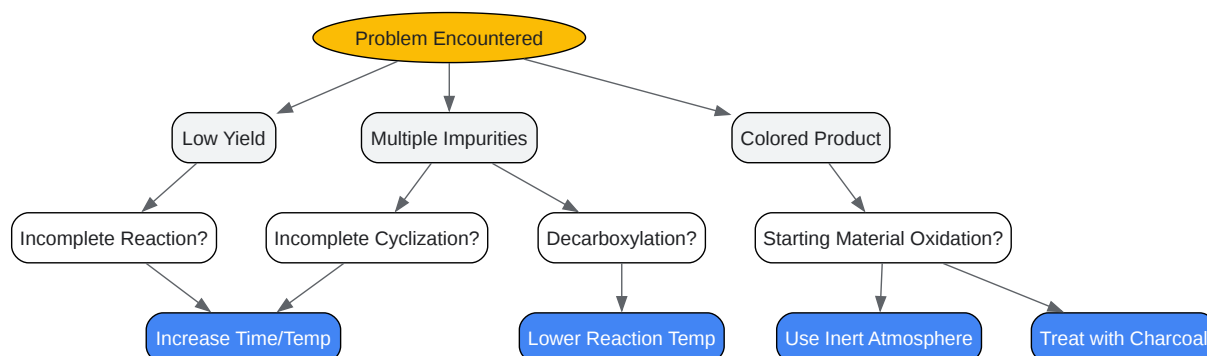 Problem Encountered
Low Yield
Multiple Impurities
Colored Product
Incomplete Reaction?
Incomplete Cyclization?
Decarboxylation?
Starting Material Oxidation?
Increase Time/Temp
Lower Reaction Temp
Use Inert Atmosphere
Treat with Charcoal